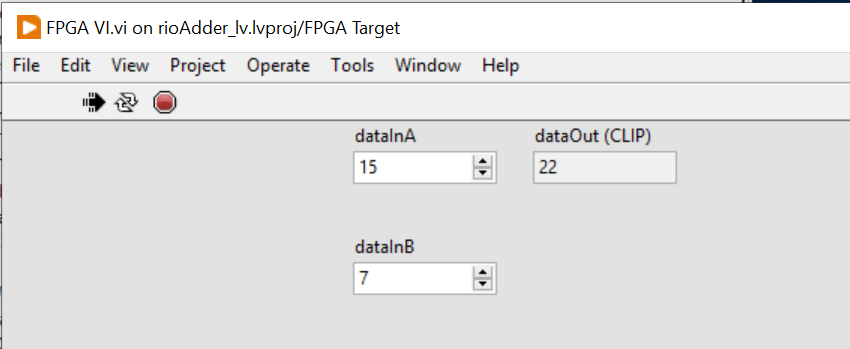 FPGA VI.vi on rioAdder_lv.lvproj/FPGA Target
File Edit View Project Operate Tools Window Help
dataInA dataOut (CLIP)
15 22
dataInB
7